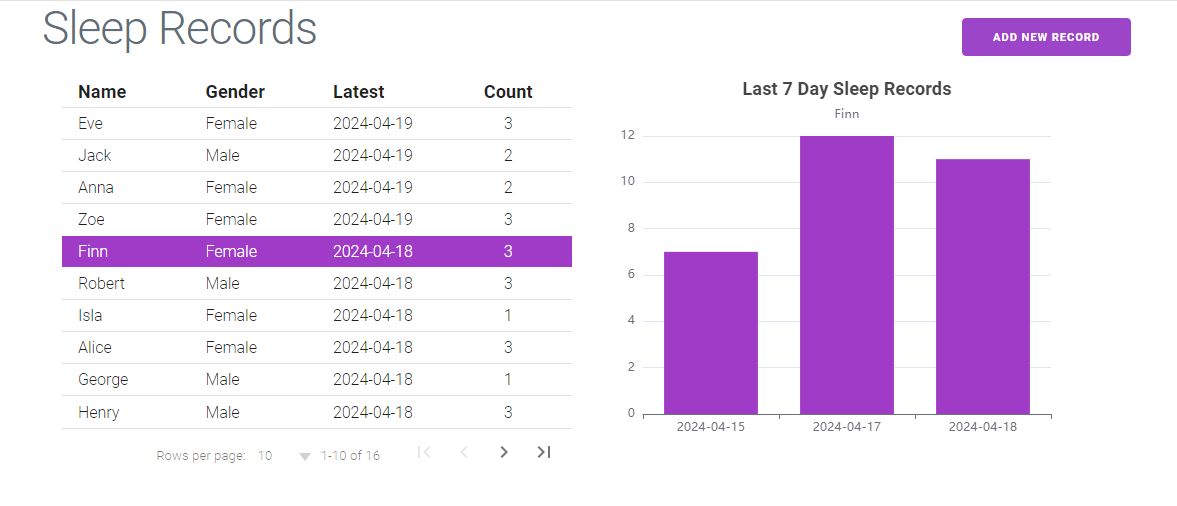 Sleep Records
ADD NEW RECORD
Name Gender Latest Count
Eve Female 2024-04-19 3
Jack Male 2024-04-19 2
Anna Female 2024-04-19 2
Zoe Female 2024-04-19 3
Finn Female 2024-04-18 3
Robert Male 2024-04-18 3
Isla Female 2024-04-18 1
Alice Female 2024-04-18 3
George Male 2024-04-18 1
Henry Male 2024-04-18 3
Rows per page: 10 1-10 of 16
Last 7 Day Sleep Records
Finn
12
10
8
6
4
2
0
2024-04-15 2024-04-17 2024-04-18